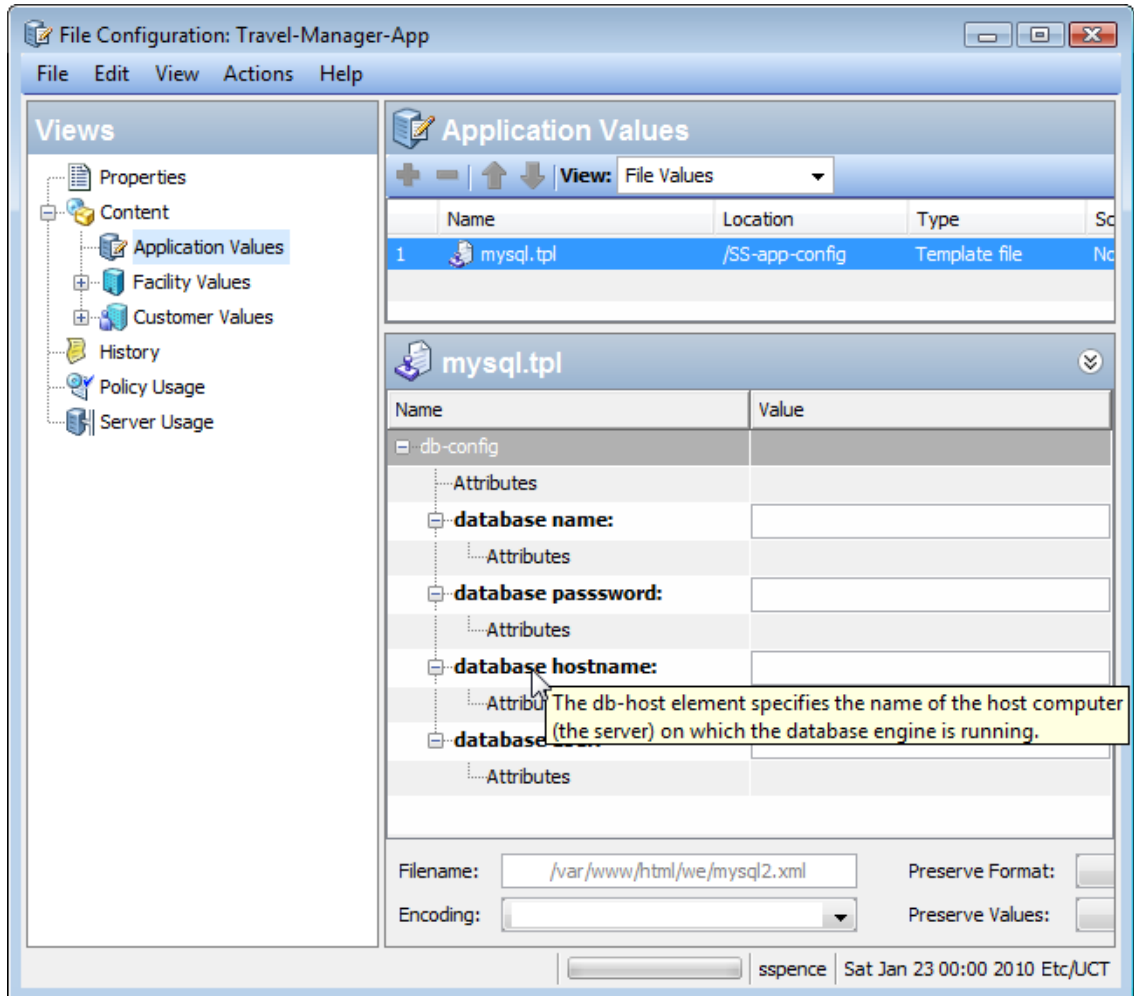 File Configuration: Travel-Manager-App
File Edit View Actions Help
Views
Properties
Content
Application Values
Facility Values
Customer Values
History
Policy Usage
Server Usage
Application Values
View: File Values
Name Location Type Sc
1 mysql.tpl /SS-app-config Template file No
mysql.tpl
Name Value
db-config
Attributes
database name:
Attributes
database passsword:
Attributes
database hostname:
Attribu
The db-host element specifies the name of the host computer
(the server) on which the database engine is running.
database
Attributes
Filename: /var/www/html/we/mysql2.xml Preserve Format:
Encoding: Preserve Values:
sspence Sat Jan 23 00:00 2010 Etc/UCT